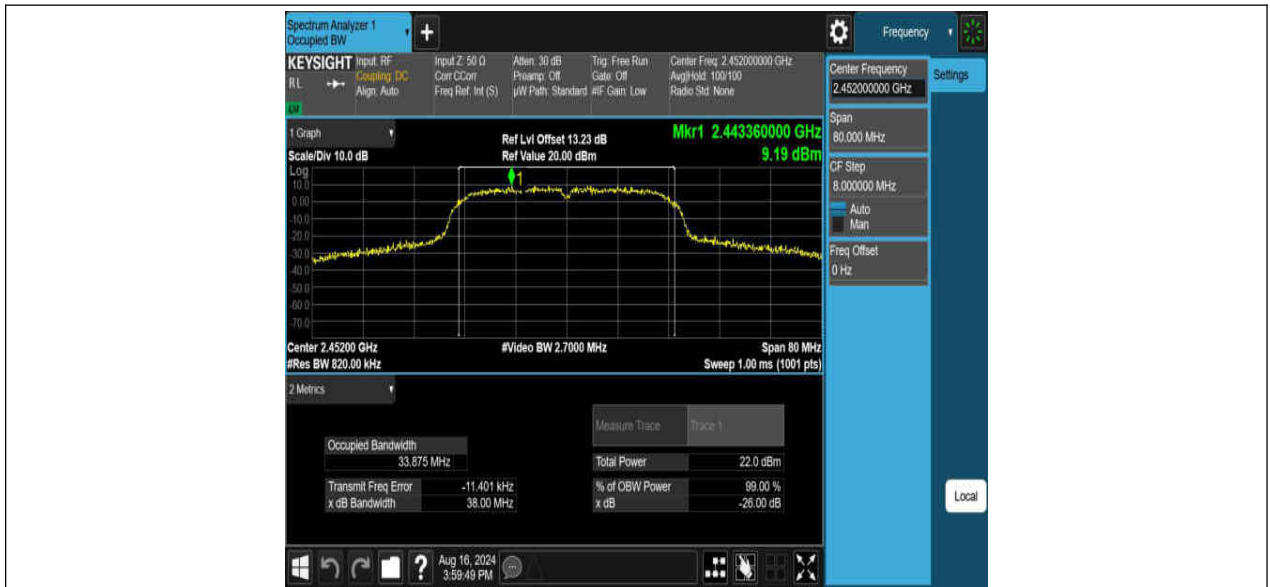 Spectrum Analyzer 1
Occupied BW
+
Frequency
KEYSIGHT Input: RF Input Z: 50 Ω Atten: 30 dB Trig: Free Run Center Freq: 2.452000000 GHz
RL Coupling: DC Corr CCorr Preamp: Off Gate: Off Avg|Hold: 100/100
Align: Auto Freq Ref: Int (S) µW Path: Standard #IF Gain: Low Radio Std: None
Center Frequency
2.452000000 GHz
Settings
Span
80.000 MHz
CF Step
8.000000 MHz
Auto
Man
Freq Offset
0 Hz
Local
1 Graph
Ref Lvl Offset 13.23 dB
Mkr1 2.443360000 GHz
Scale/Div 10.0 dB
Ref Value 20.00 dBm
9.19 dBm
Log
1
10.0
0.00
-10.0
-20.0
-30.0
-40.0
-50.0
-60.0
-70.0
Center 2.45200 GHz #Video BW 2.7000 MHz Span 80 MHz
#Res BW 820.00 kHz Sweep 1.00 ms (1001 pts)
2 Metrics
Measure Trace Trace 1
Occupied Bandwidth
33.875 MHz
Total Power 22.0 dBm
Transmit Freq Error -11.401 kHz % of OBW Power 99.00 %
x dB Bandwidth 38.00 MHz x dB -26.00 dB
?
Aug 16, 2024
3:59:49 PM